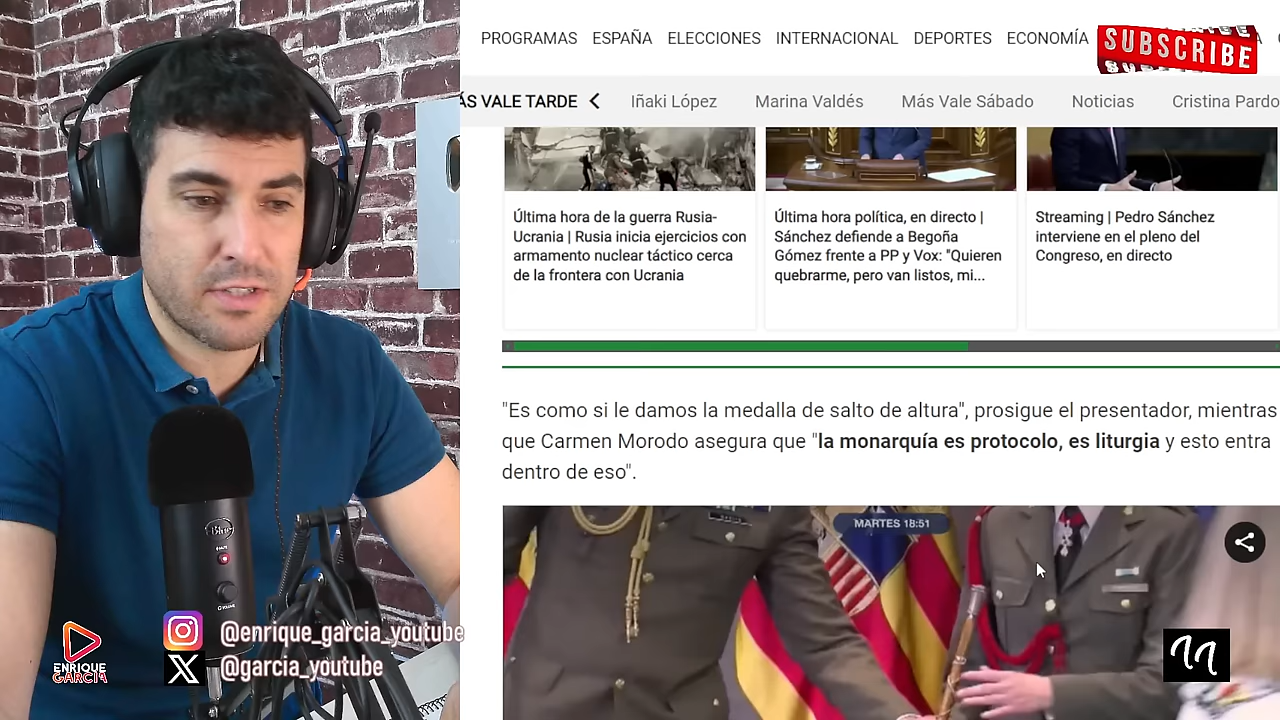 PROGRAMAS ESPAÑA ELECCIONES INTERNACIONAL DEPORTES ECONOMÍA
SUBSCRIBE
ÁS VALE TARDE Iñaki López Marina Valdés Más Vale Sábado Noticias Cristina Pardo
Última hora de la guerra Rusia-
Ucrania | Rusia inicia ejercicios con
armamento nuclear táctico cerca
de la frontera con Ucrania
Última hora política, en directo |
Sánchez defiende a Begoña
Gómez frente a PP y Vox: "Quieren
quebrarme, pero van listos, mi...
Streaming | Pedro Sánchez
interviene en el pleno del
Congreso, en directo
"Es como si le damos la medalla de salto de altura", prosigue el presentador, mientras
que Carmen Morodo asegura que "la monarquía es protocolo, es liturgia y esto entra
dentro de eso".
MARTES 18:51
Blue
ENRIQUE
GARCIA
@enrique_garcia_youtube
@garcia_youtube